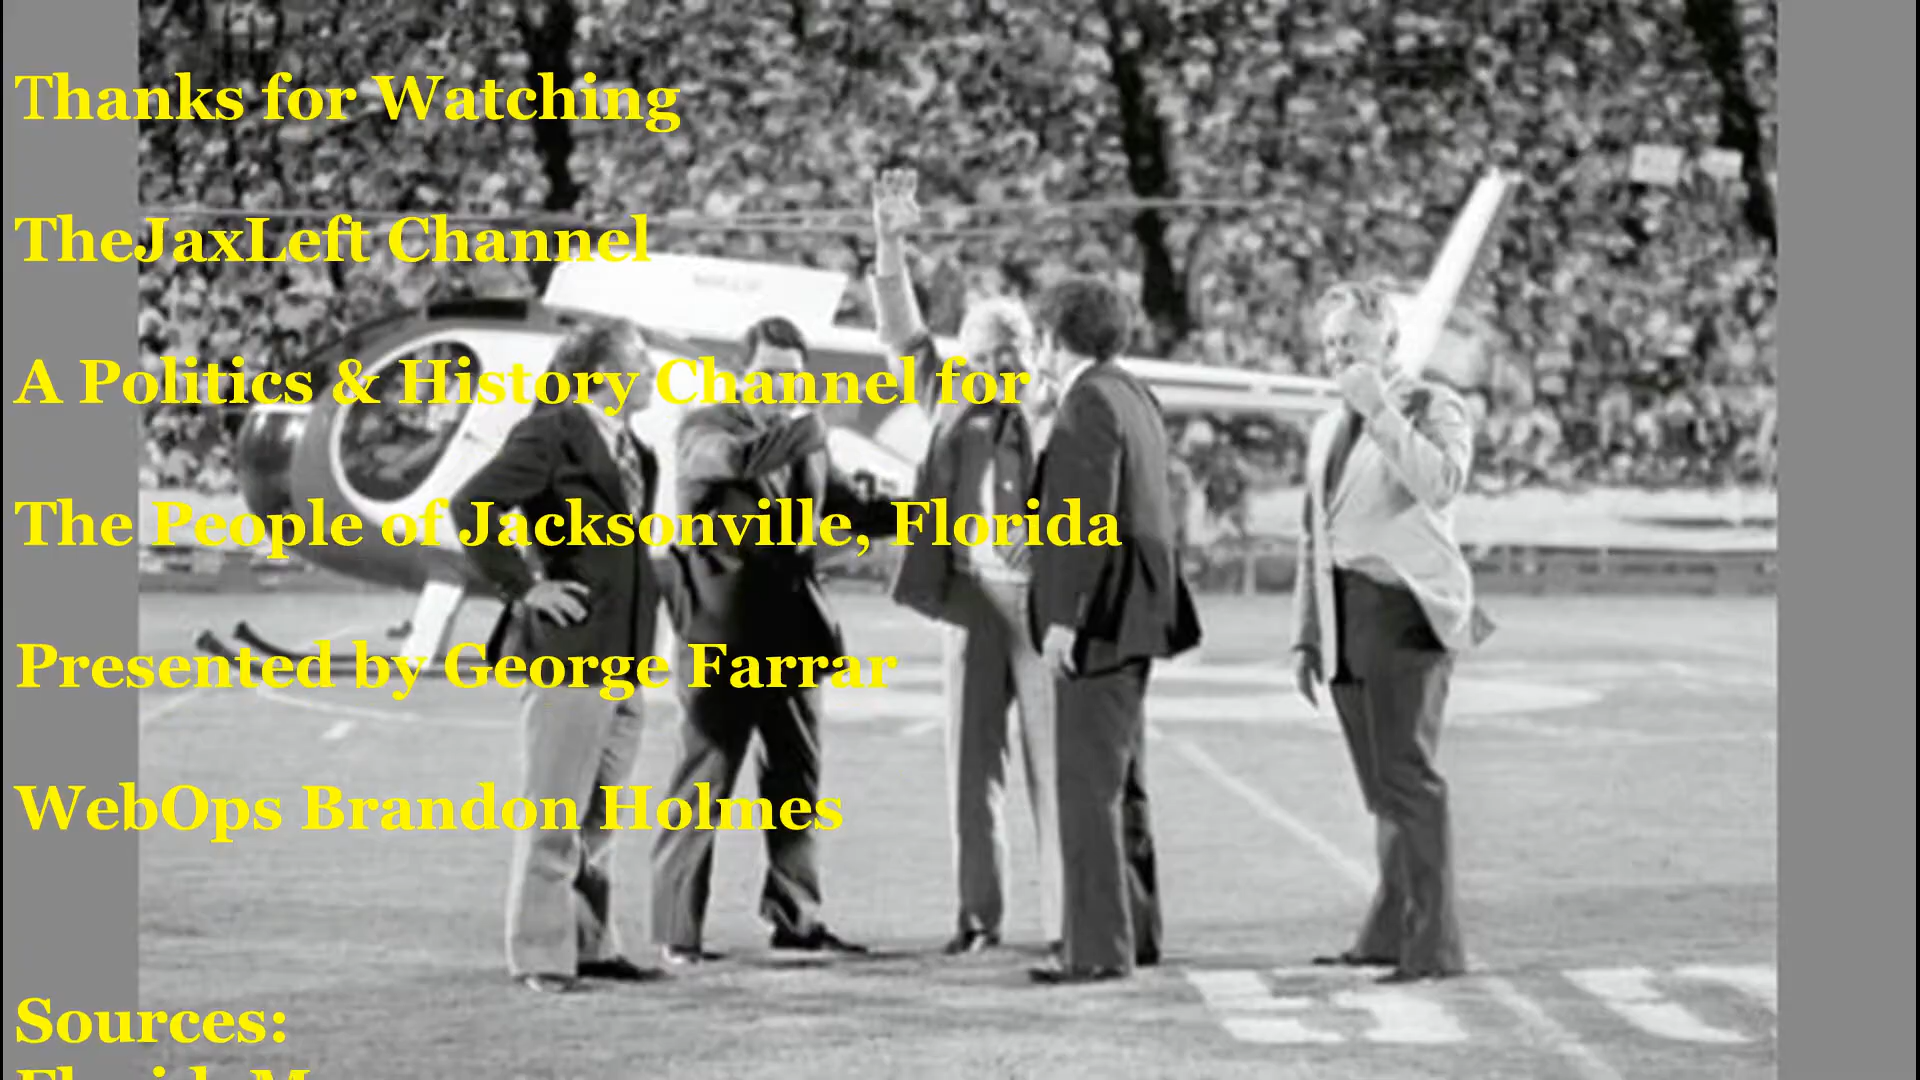 Thanks for Watching
TheJaxLeft Channel
A Politics & History Channel for
The People of Jacksonville, Florida
Presented by George Farrar
WebOps Brandon Holmes
Sources: